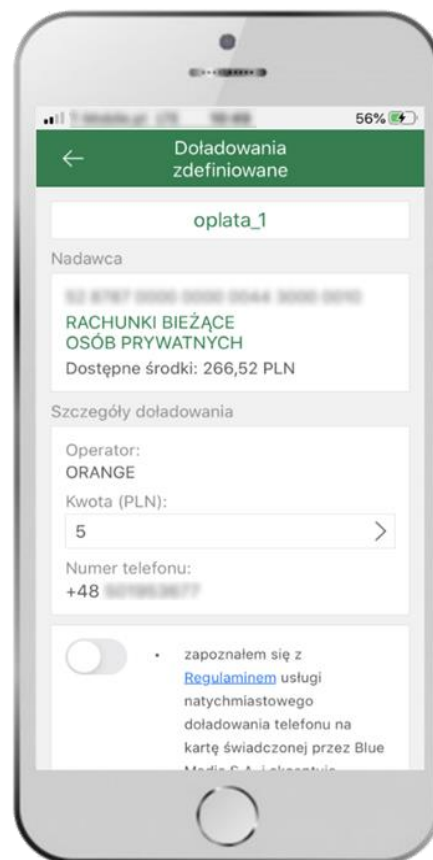 56%
Doładowania
zdefiniowane
oplata_1
Nadawca
RACHUNKI BIEŻĄCE
OSÓB PRYWATNYCH
Dostępne środki: 266,52 PLN
Szczegóły doładowania
Operator:
ORANGE
Kwota (PLN):
5
Numer telefonu:
+48
• zapoznałem się z
Regulaminem usługi
natychmiastowego
doładowania telefonu na
kartę świadczonej przez Blue